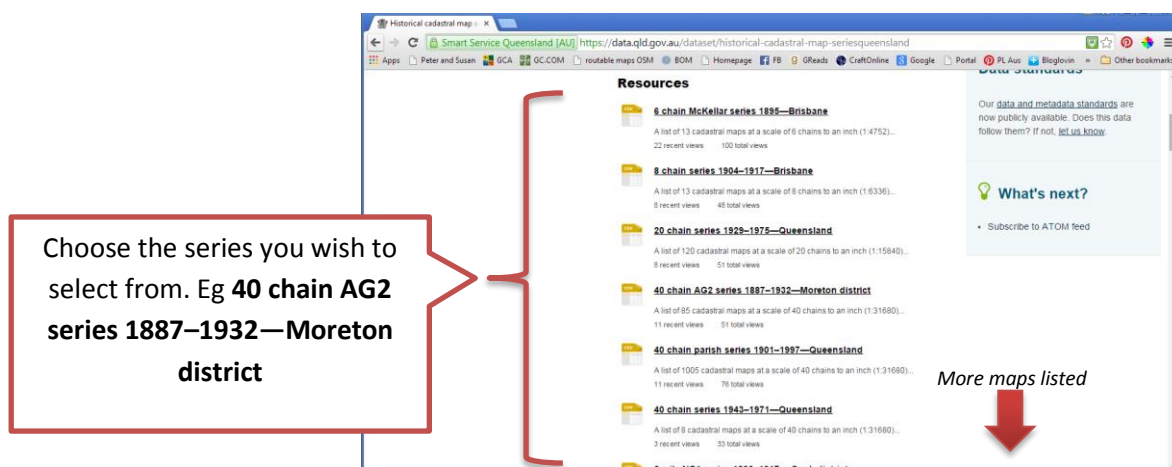 Historical cadastral map s
Smart Service Queensland [AU] https://data.qld.gov.au/dataset/historical-cadastral-map-seriesqueensland
Apps Peter and Susan GCA GC.COM routable maps OSM BOM Homepage FB GReads CraftOnline Google Portal PL Aus Bloglovin » Other bookmarks
Resources
6 chain McKellar series 1895—Brisbane
A list of 13 cadastral maps at a scale of 6 chains to an inch (1:4752)...
22 recent views 100 total views
8 chain series 1904–1917—Brisbane
A list of 13 cadastral maps at a scale of 8 chains to an inch (1:6336)...
8 recent views 48 total views
20 chain series 1929–1975—Queensland
A list of 120 cadastral maps at a scale of 20 chains to an inch (1:15840)...
8 recent views 51 total views
40 chain AG2 series 1887–1932—Moreton district
A list of 85 cadastral maps at a scale of 40 chains to an inch (1:31680)...
11 recent views 51 total views
40 chain parish series 1901–1997—Queensland
A list of 1005 cadastral maps at a scale of 40 chains to an inch (1:31680)...
11 recent views 76 total views
40 chain series 1943–1971—Queensland
A list of 8 cadastral maps at a scale of 40 chains to an inch (1:31680)...
3 recent views 33 total views
Data standards
Our data and metadata standards are
now publicly available. Does this data
follow them? If not, let us know.
What's next?
• Subscribe to ATOM feed
Choose the series you wish to
select from. Eg 40 chain AG2
series 1887–1932—Moreton
district
More maps listed